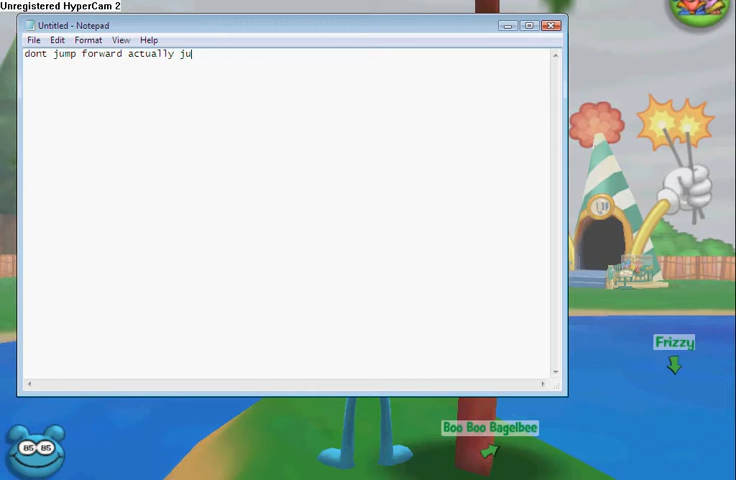 Unregistered HyperCam 2
Untitled - Notepad
File Edit Format View Help
dont jump forward actually ju
Frizzy
Boo Boo Bagelbee
85 85